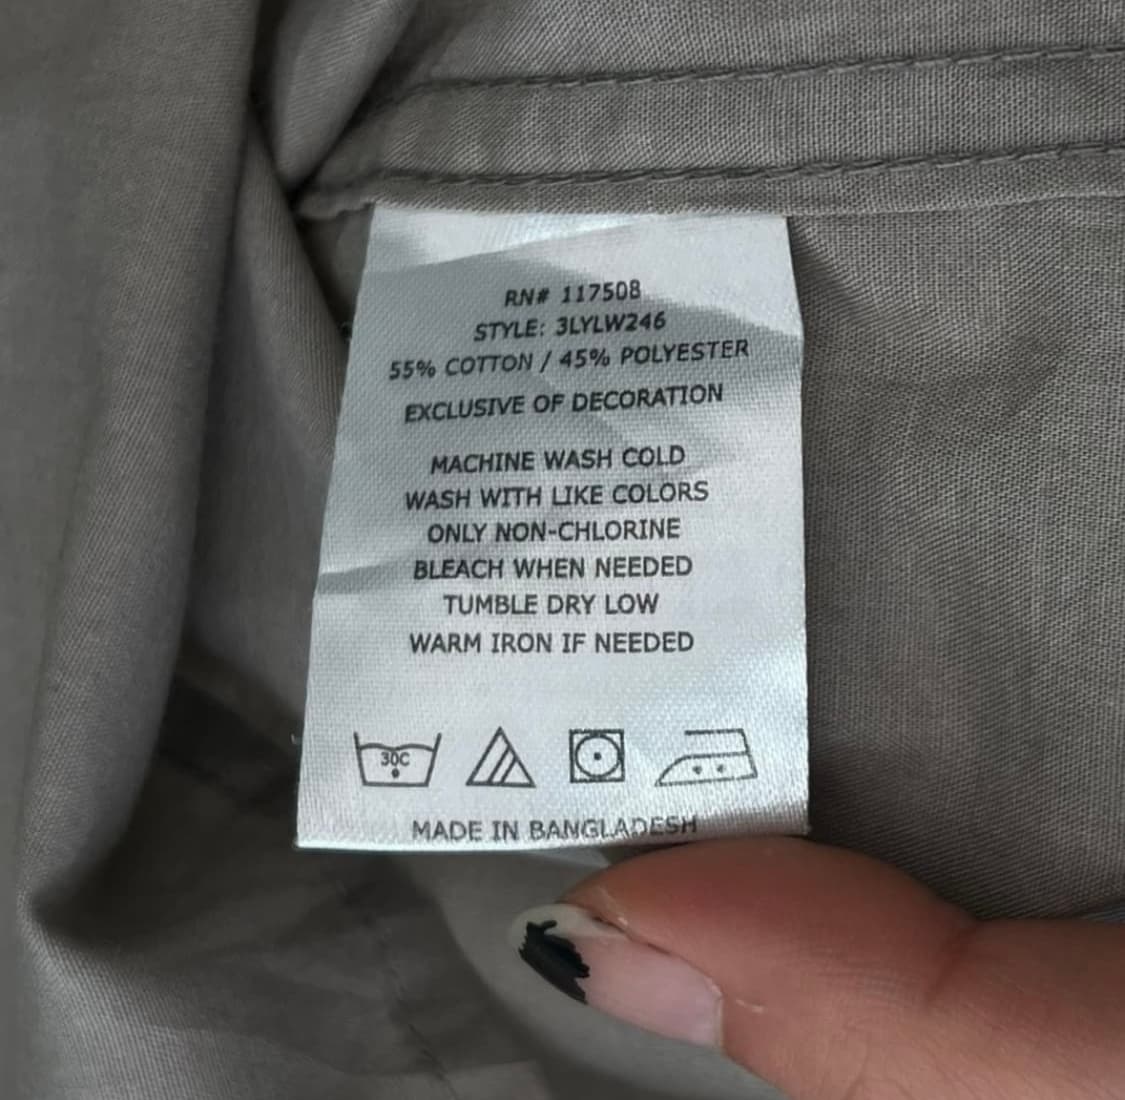 RN# 117508
STYLE: 3LYLW246
55% COTTON / 45% POLYESTER
EXCLUSIVE OF DECORATION
MACHINE WASH COLD
WASH WITH LIKE COLORS
ONLY NON-CHLORINE
BLEACH WHEN NEEDED
TUMBLE DRY LOW
WARM IRON IF NEEDED
30C
MADE IN BANGLADESH